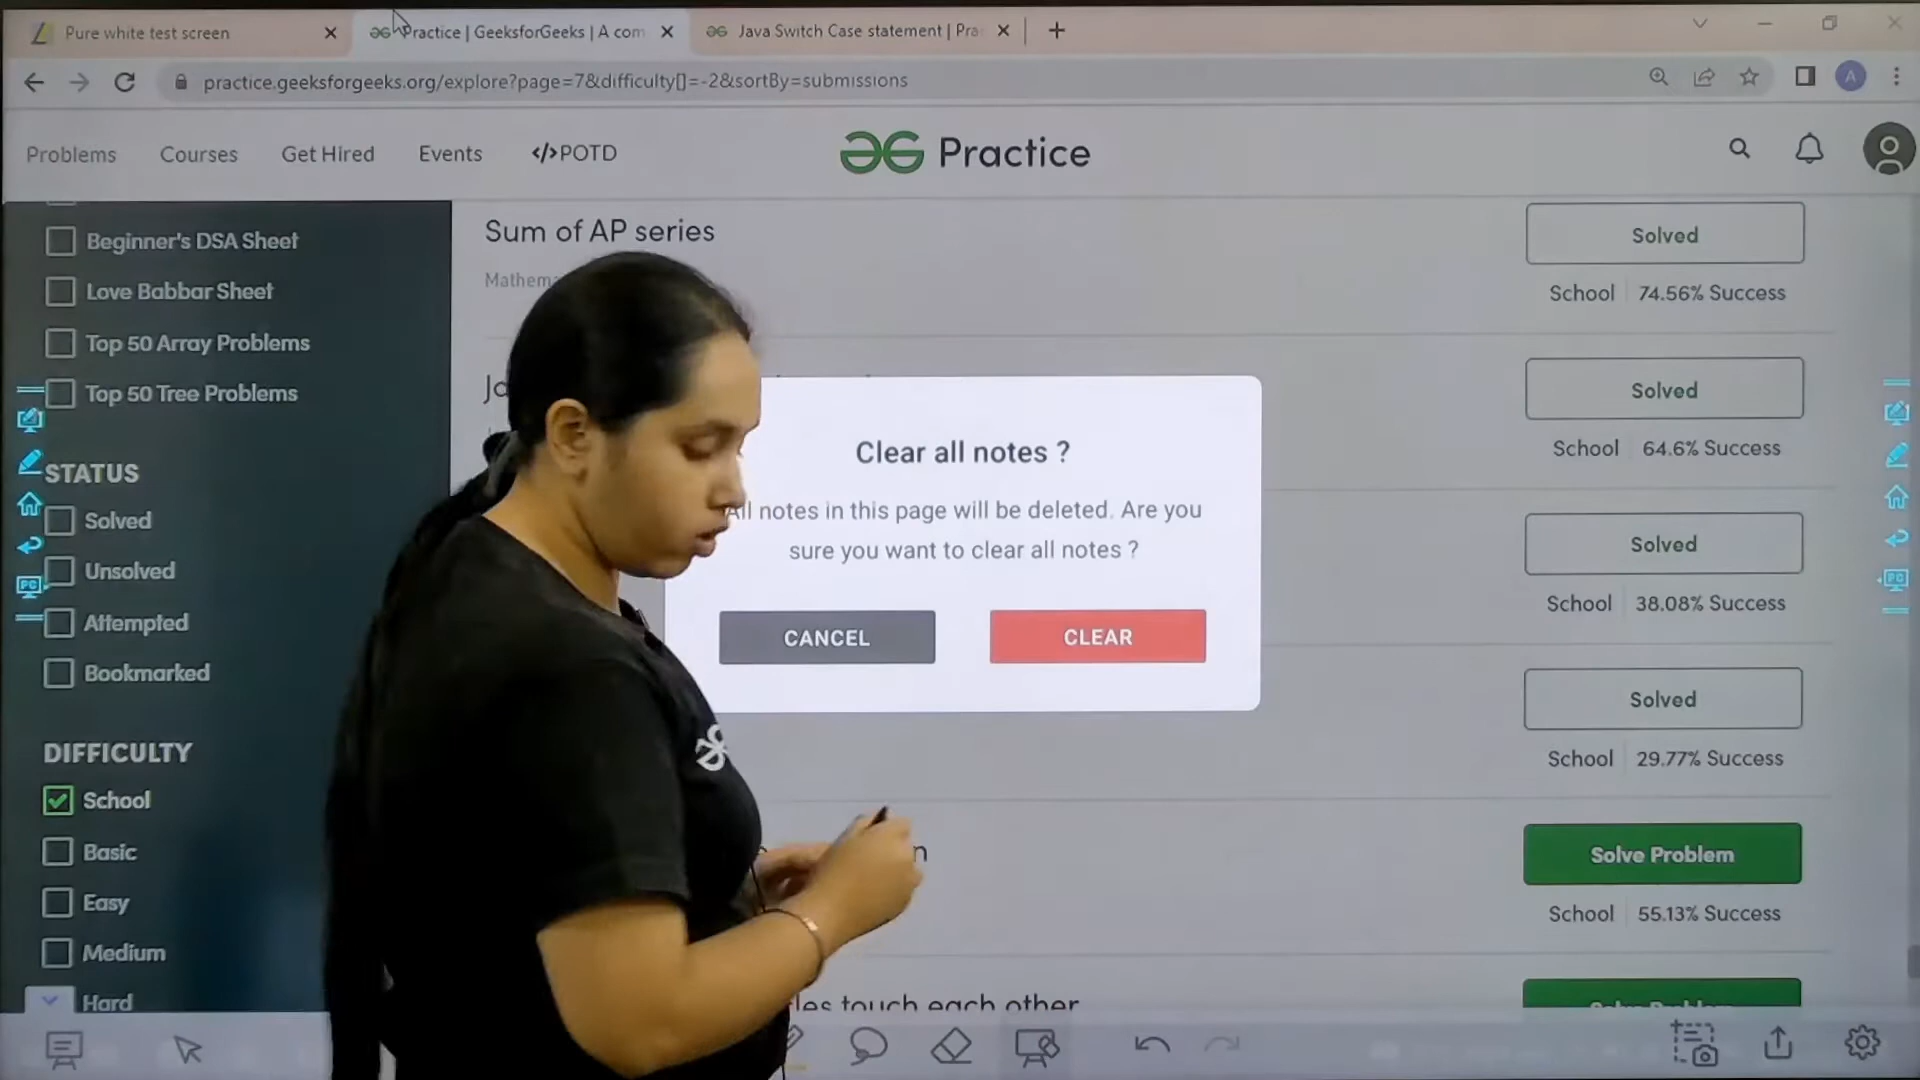 Pure white test screen
Practice | GeeksforGeeks | A com
Java Switch Case statement | Pra
practice.geeksforgeeks.org/explore?page=7&difficulty[]=-2&sortBy=submissions
Problems
Courses
Get Hired
Events
</>POTD
Practice
A
Beginner's DSA Sheet
Love Babbar Sheet
Top 50 Array Problems
Top 50 Tree Problems
STATUS
Solved
Unsolved
Attempted
Bookmarked
DIFFICULTY
School
Basic
Easy
Medium
Hard
Sum of AP series
Solved
School 74.56% Success
Solved
School 64.6% Success
Solved
School 38.08% Success
Solved
School 29.77% Success
Solve Problem
School 55.13% Success
Clear all notes ?
All notes in this page will be deleted. Are you
sure you want to clear all notes ?
CANCEL
CLEAR
touch each other
Solve Problem
PC
PC